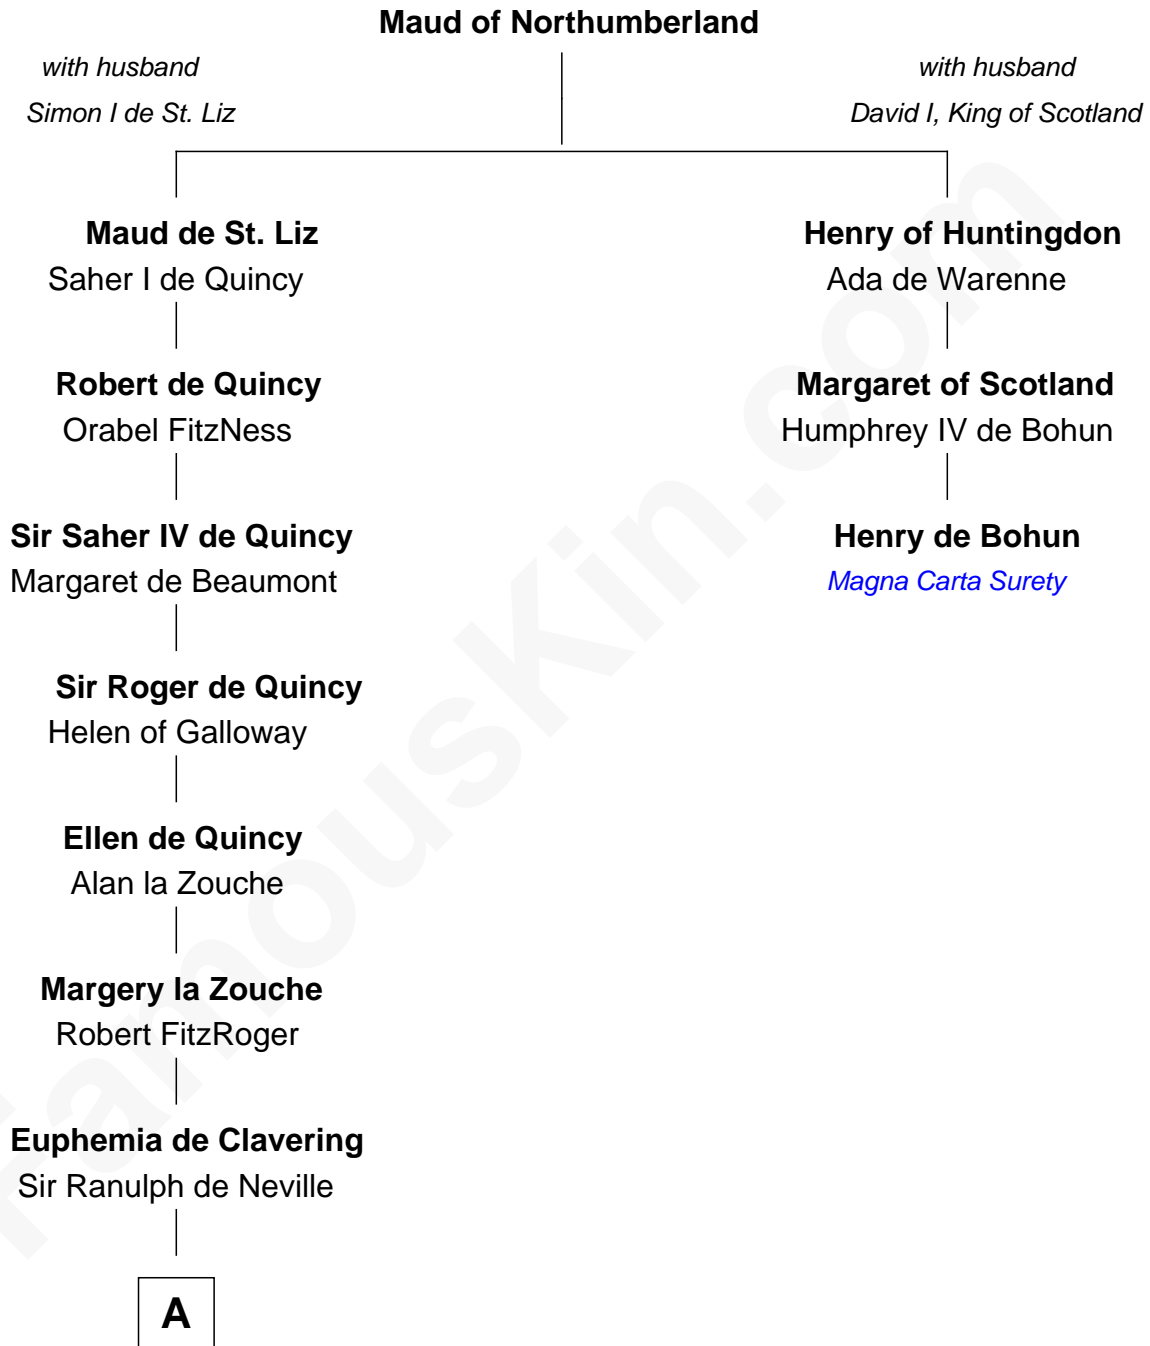 Maud of Northumberland
with husband
Simon I de St. Liz
with husband
David I, King of Scotland
Maud de St. Liz
Saher I de Quincy
Henry of Huntingdon
Ada de Warenne
Robert de Quincy
Orabel FitzNess
Margaret of Scotland
Humphrey IV de Bohun
Sir Saher IV de Quincy
Margaret de Beaumont
Henry de Bohun
Magna Carta Surety
Sir Roger de Quincy
Helen of Galloway
Ellen de Quincy
Alan la Zouche
Margery la Zouche
Robert FitzRoger
Euphemia de Clavering
Sir Ranulph de Neville
A
FamousKin.com